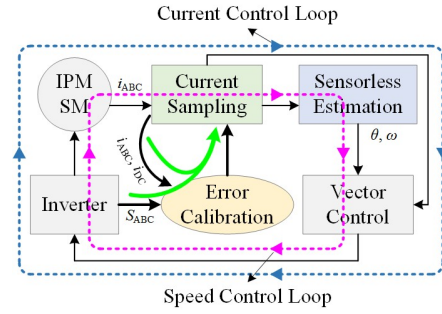 Current Control Loop
IPM
SM
iABC
Current
Sampling
Sensorless
Estimation
iABC, iDC
θ, ω
Inverter
SABC
Error
Calibration
Vector
Control
Speed Control Loop